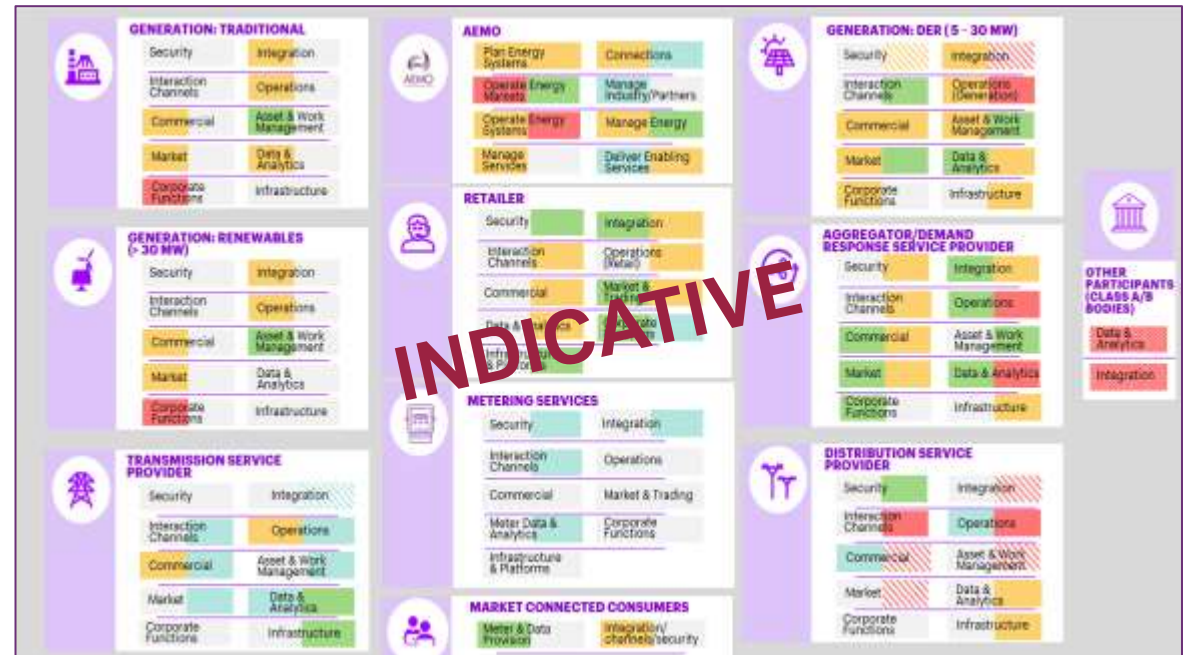 GENERATION: TRADITIONAL
Security
Integration
Interaction
Channels
Operations
Commercial
Asset & Work
Management
Market
Data &
Analytics
Corporate
Functions
Infrastructure
GENERATION: RENEWABLES
(> 30 MW)
Security
Integration
Interaction
Channels
Operations
Commercial
Asset & Work
Management
Market
Data &
Analytics
Corporate
Functions
Infrastructure
TRANSMISSION SERVICE
PROVIDER
Security
Integration
Interaction
Channels
Operations
Commercial
Asset & Work
Management
Market
Data &
Analytics
Corporate
Functions
Infrastructure
AEMO
AEMO
Plan Energy
Systems
Connections
Operate Energy
Markets
Manage
Industry/Partners
Operate Energy
Systems
Manage Energy
Manage
Services
Deliver Enabling
Services
RETAILER
Security
Integration
Interaction
Channels
Operations
(Retail)
Commercial
Market &
Trading
Data & Analytics
Corporate
Infrastructure
& Platforms
INDICATIVE
METERING SERVICES
Security
Integration
Interaction
Channels
Operations
Commercial
Market & Trading
Meter Data &
Analytics
Corporate
Functions
Infrastructure
& Platforms
MARKET CONNECTED CONSUMERS
Meter & Data
Provision
Integration/
channels/security
GENERATION: DER ( 5 - 30 MW)
Security
Integration
Interaction
Channels
Operations
(Generation)
Commercial
Asset & Work
Management
Market
Data &
Analytics
Corporate
Functions
Infrastructure
AGGREGATOR/DEMAND
RESPONSE SERVICE PROVIDER
Security
Integration
Interaction
Channels
Operations
Commercial
Asset & Work
Management
Market
Data & Analytics
Corporate
Functions
Infrastructure
DISTRIBUTION SERVICE
PROVIDER
Security
Integration
Interaction
Channels
Operations
Commercial
Asset & Work
Management
Market
Data &
Analytics
Corporate
Functions
Infrastructure
OTHER
PARTICIPANTS
(CLASS A/B
BODIES)
Data &
Analytics
Integration